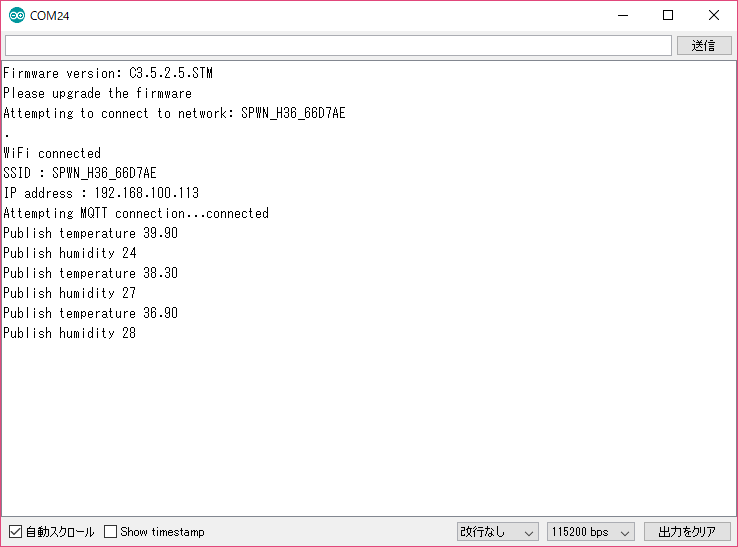 COM24
送信
Firmware version: C3.5.2.5.STM
Please upgrade the firmware
Attempting to connect to network: SPWN_H36_66D7AE
.
WiFi connected
SSID : SPWN_H36_66D7AE
IP address : 192.168.100.113
Attempting MQTT connection...connected
Publish temperature 39.90
Publish humidity 24
Publish temperature 38.30
Publish humidity 27
Publish temperature 36.90
Publish humidity 28
自動スクロール Show timestamp 改行なし 115200 bps 出力をクリア